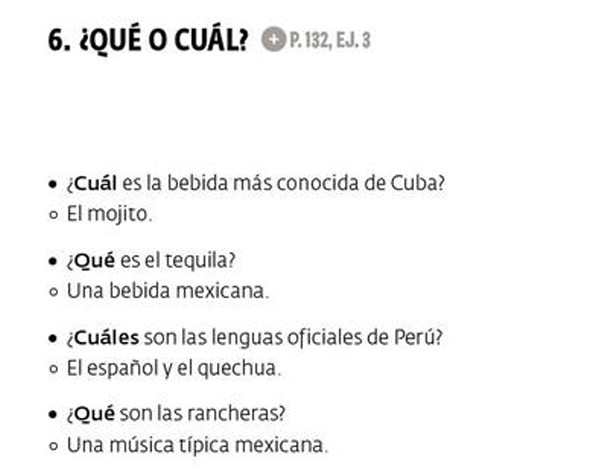 6. ¿QUÉ O CUÁL? + P. 132, EJ. 3
• ¿Cuál es la bebida más conocida de Cuba?
○ El mojito.
• ¿Qué es el tequila?
○ Una bebida mexicana.
• ¿Cuáles son las lenguas oficiales de Perú?
○ El español y el quechua.
• ¿Qué son las rancheras?
○ Una música típica mexicana.